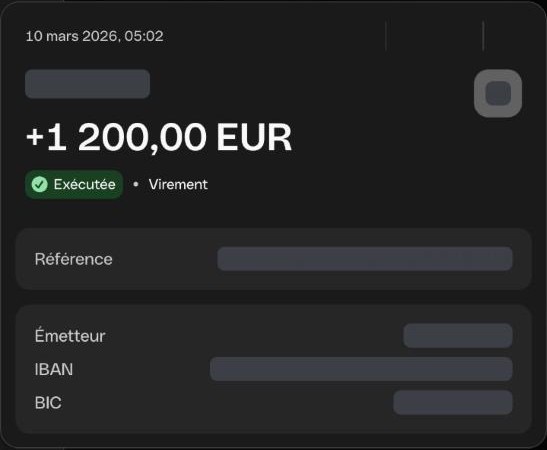 10 mars 2026, 05:02
+1 200,00 EUR
Exécutée • Virement
Référence
Émetteur
IBAN
BIC